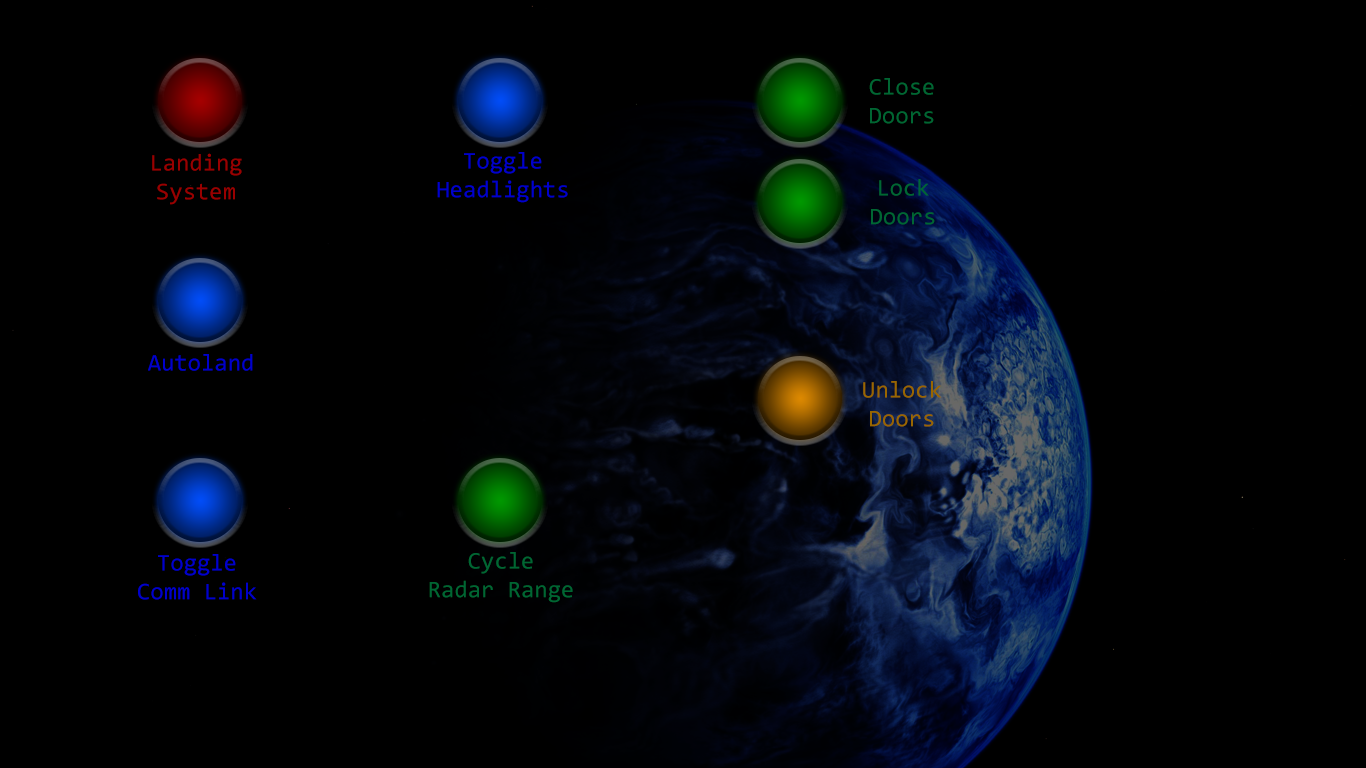 Landing
System
Toggle
Headlights
Close
Doors
Lock
Doors
Autoland
Unlock
Doors
Toggle
Comm Link
Cycle
Radar Range